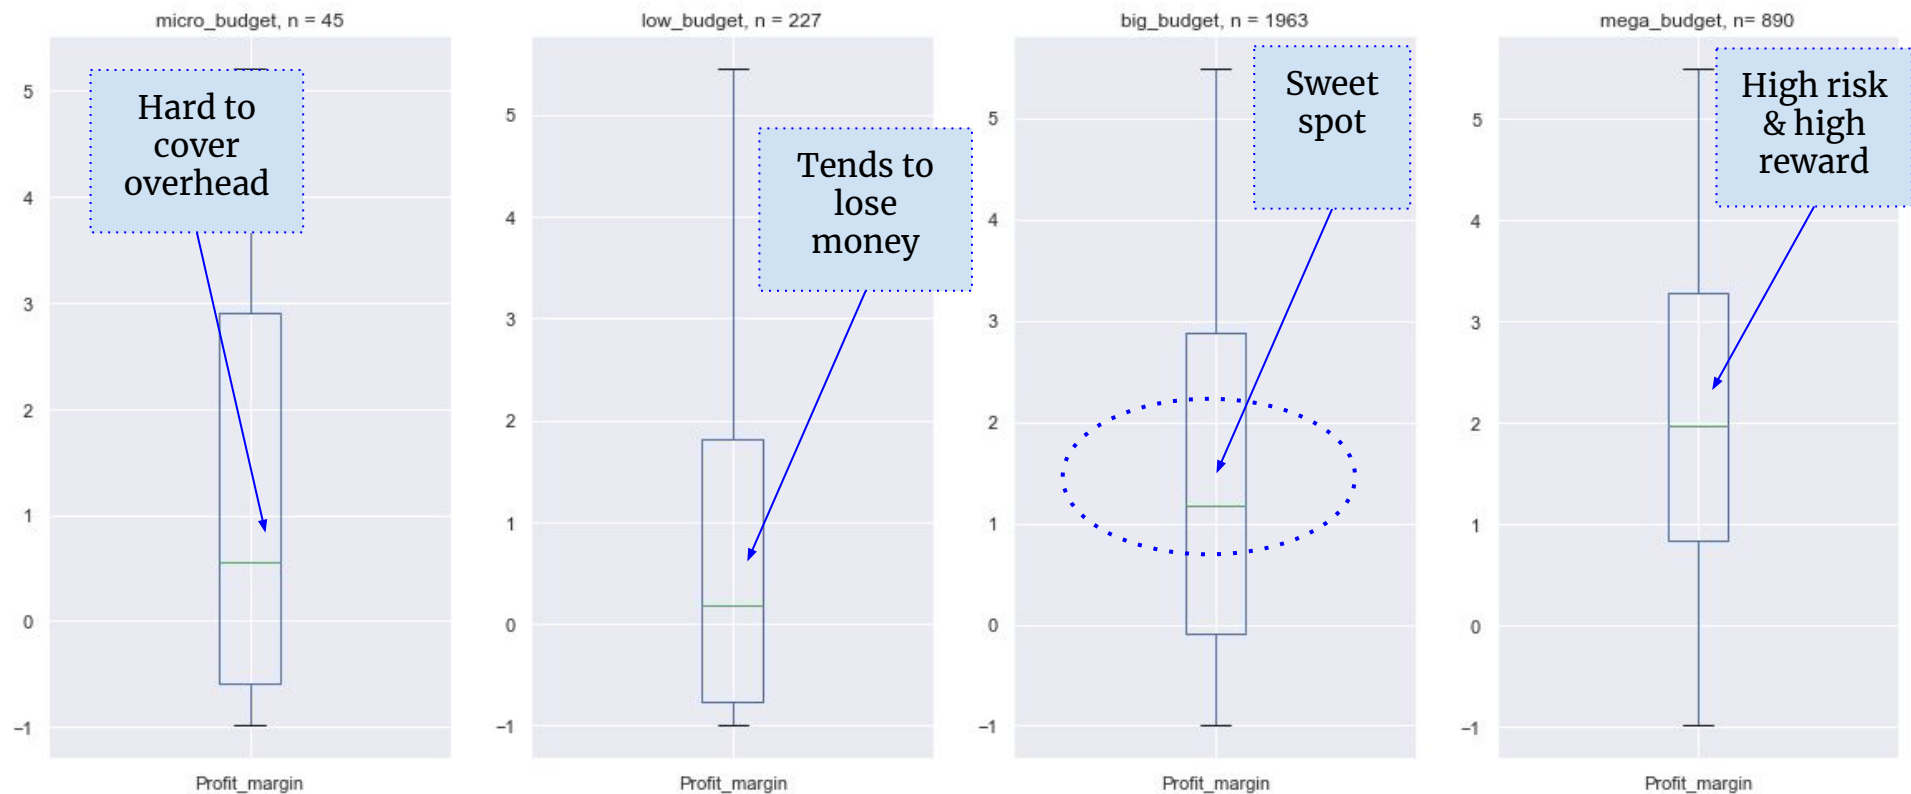 micro_budget, n = 45
5
4
3
2
1
0
−1
Hard to
cover
overhead
Profit_margin
low_budget, n = 227
5
4
3
2
1
0
−1
Tends to
lose
money
Profit_margin
big_budget, n = 1963
5
4
3
2
1
0
−1
Sweet
spot
Profit_margin
mega_budget, n= 890
5
4
3
2
1
0
−1
High risk
& high
reward
Profit_margin